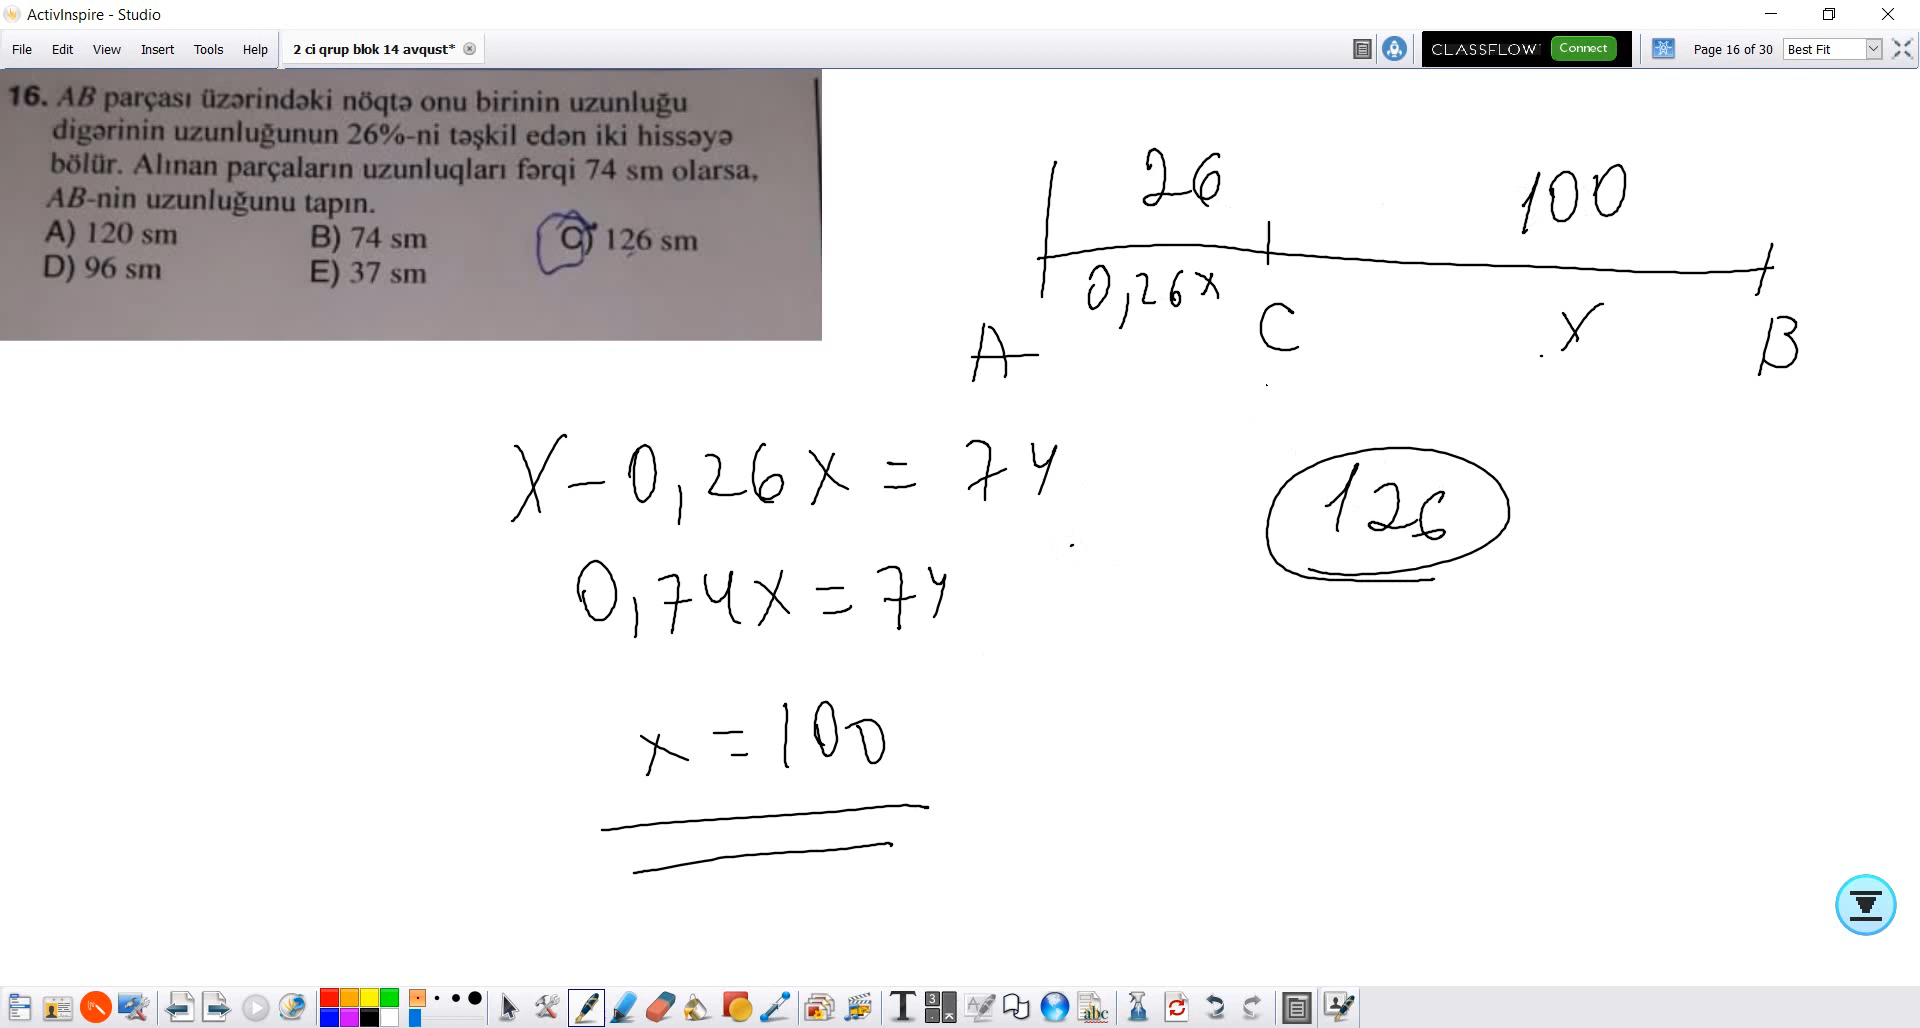 ActivInspire - Studio
File Edit View Insert Tools Help
2 ci qrup blok 14 avqust*
CLASSFLOW Connect
Page 16 of 30
Best Fit
16. AB parçası üzərindəki nöqtə onu birinin uzunluğu
digərinin uzunluğunun 26%-ni təşkil edən iki hissəyə
bölür. Alınan parçaların uzunluqları fərqi 74 sm olarsa,
AB-nin uzunluğunu tapın.
A) 120 sm B) 74 sm C) 126 sm
D) 96 sm E) 37 sm
26 100
0,26x C x
A B
x-0,26x=74
126
0,74x=74
x=100
T 3 abc